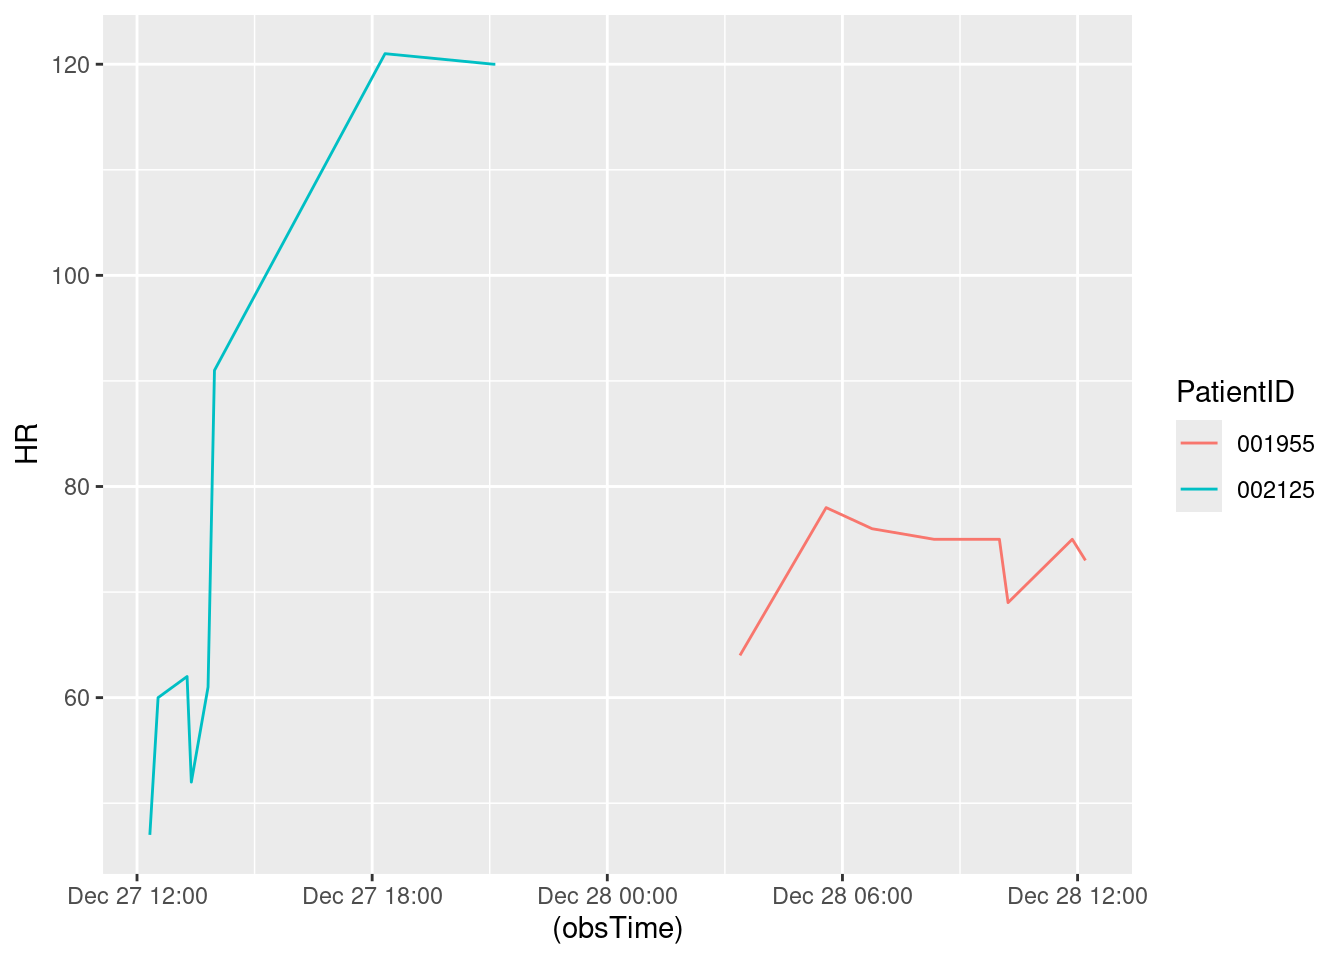 120
100
80
60
HR
Dec 27 12:00
Dec 27 18:00
Dec 28 00:00
Dec 28 06:00
Dec 28 12:00
(obsTime)
PatientID
001955
002125